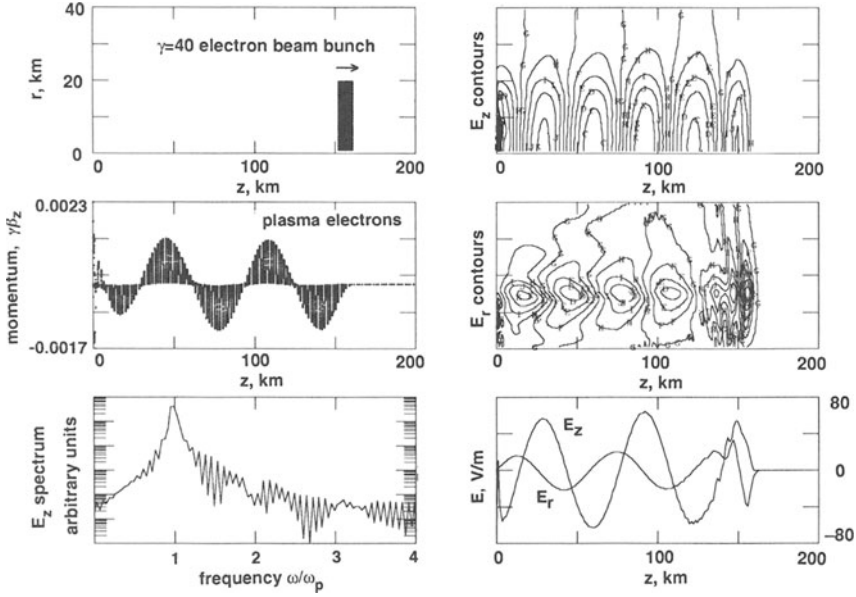 40
γ=40 electron beam bunch
r, km
20
0
0 100 200
z, km
E_z contours
0 100 200
z, km
0.0023
plasma electrons
momentum, γβ_z
-0.0017
0 100 200
z, km
E_r contours
0 100 200
z, km
E_z spectrum
arbitrary units
1 2 3 4
frequency ω/ω_p
80
E_z
E, V/m
0
E_r
−80
0 100 200
z, km